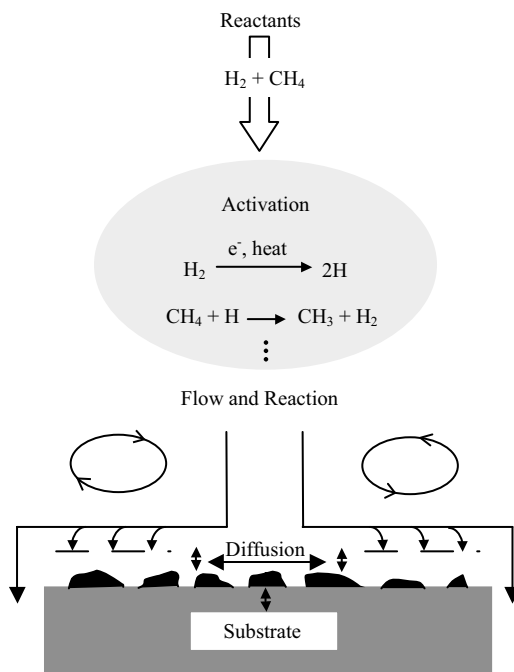 Reactants
H₂ + CH₄
Activation
e⁻, heat
H₂ 2H
CH₄ + H CH₃ + H₂
Flow and Reaction
Diffusion
Substrate